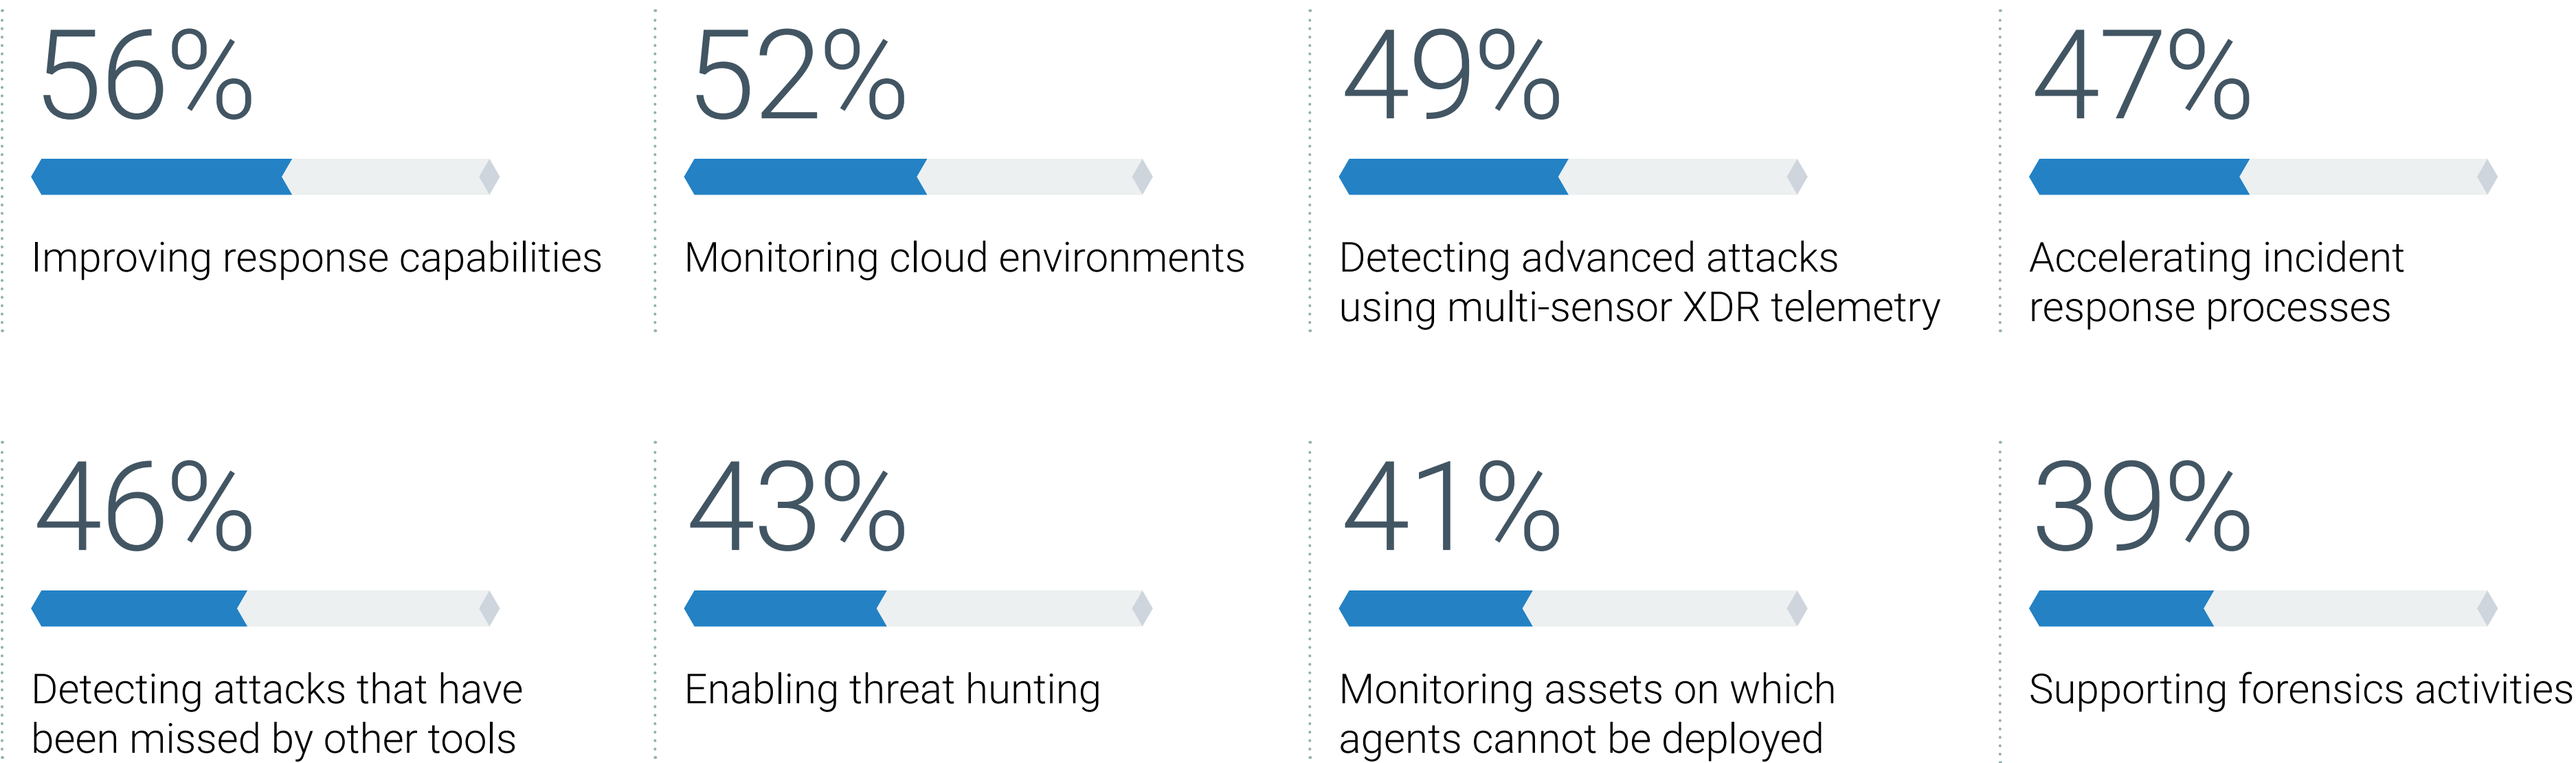 56%
Improving response capabilities
52%
Monitoring cloud environments
49%
Detecting advanced attacks
using multi-sensor XDR telemetry
47%
Accelerating incident
response processes
46%
Detecting attacks that have
been missed by other tools
43%
Enabling threat hunting
41%
Monitoring assets on which
agents cannot be deployed
39%
Supporting forensics activities